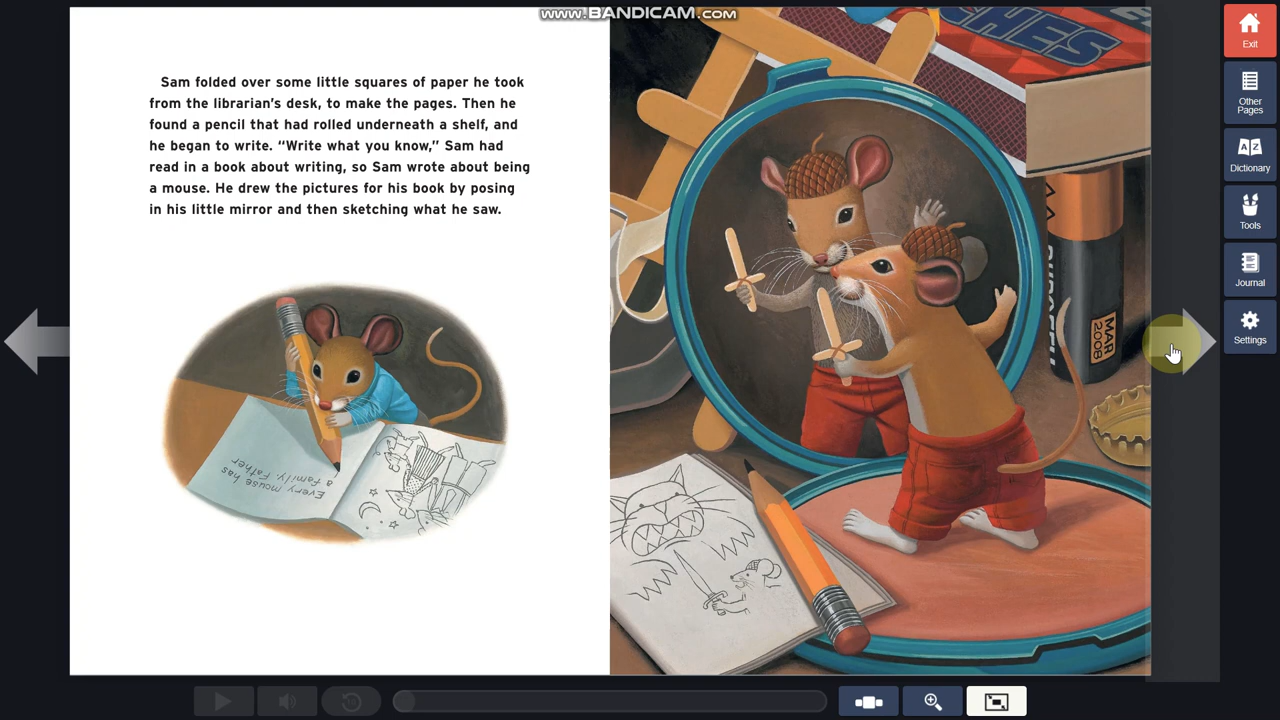 www.BANDICAM.com
Sam folded over some little squares of paper he took
from the librarian's desk, to make the pages. Then he
found a pencil that had rolled underneath a shelf, and
he began to write. “Write what you know,” Sam had
read in a book about writing, so Sam wrote about being
a mouse. He drew the pictures for his book by posing
in his little mirror and then sketching what he saw.
Every mouse has
a family. Father
MAR
2008
Exit
Other
Pages
AZ
Dictionary
Tools
Journal
Settings
10